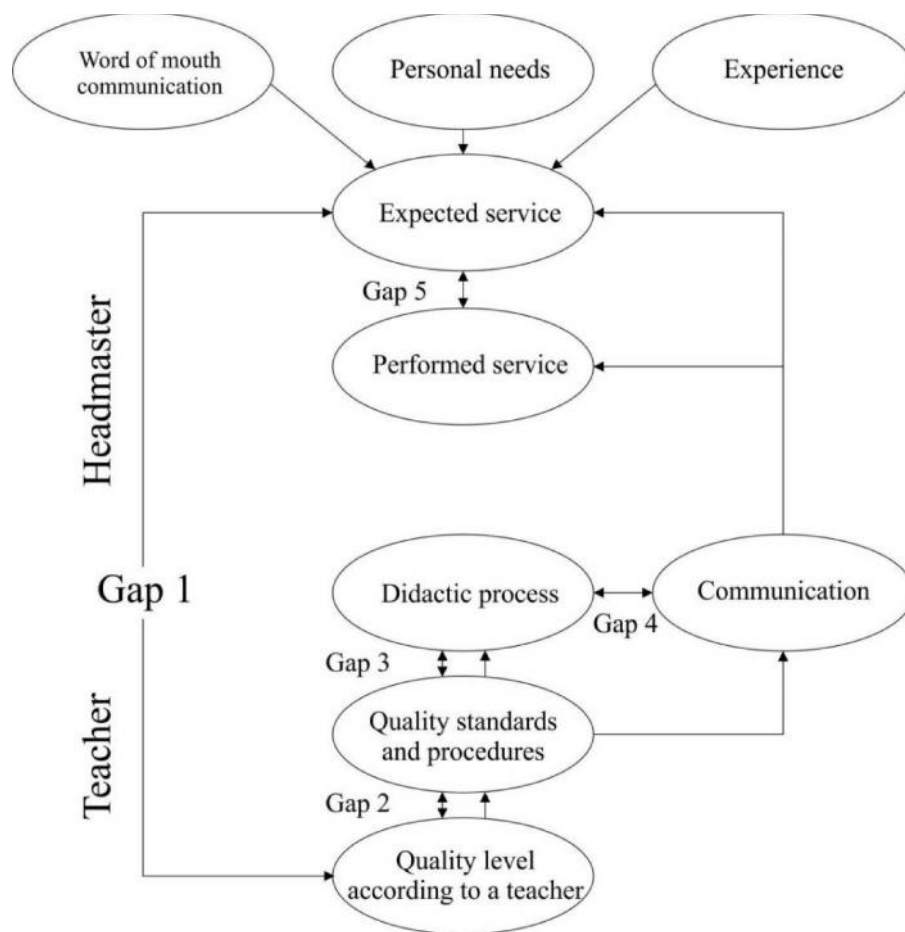 Word of mouth
communication
Personal needs
Experience
Expected service
Gap 5
Performed service
Headmaster
Gap 1
Teacher
Didactic process
Gap 4
Communication
Gap 3
Quality standards
and procedures
Gap 2
Quality level
according to a teacher